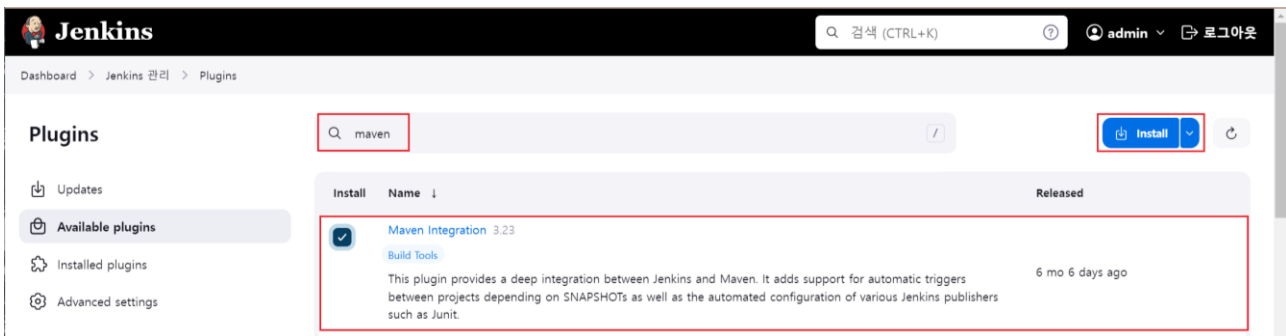 Jenkins
검색 (CTRL+K)
?
admin
로그아웃
Dashboard > Jenkins 관리 > Plugins
Plugins
maven
/
Install
Updates
Available plugins
Installed plugins
Advanced settings
Install Name ↓ Released
Maven Integration 3.23
Build Tools
This plugin provides a deep integration between Jenkins and Maven. It adds support for automatic triggers
between projects depending on SNAPSHOTs as well as the automated configuration of various Jenkins publishers
such as Junit.
6 mo 6 days ago